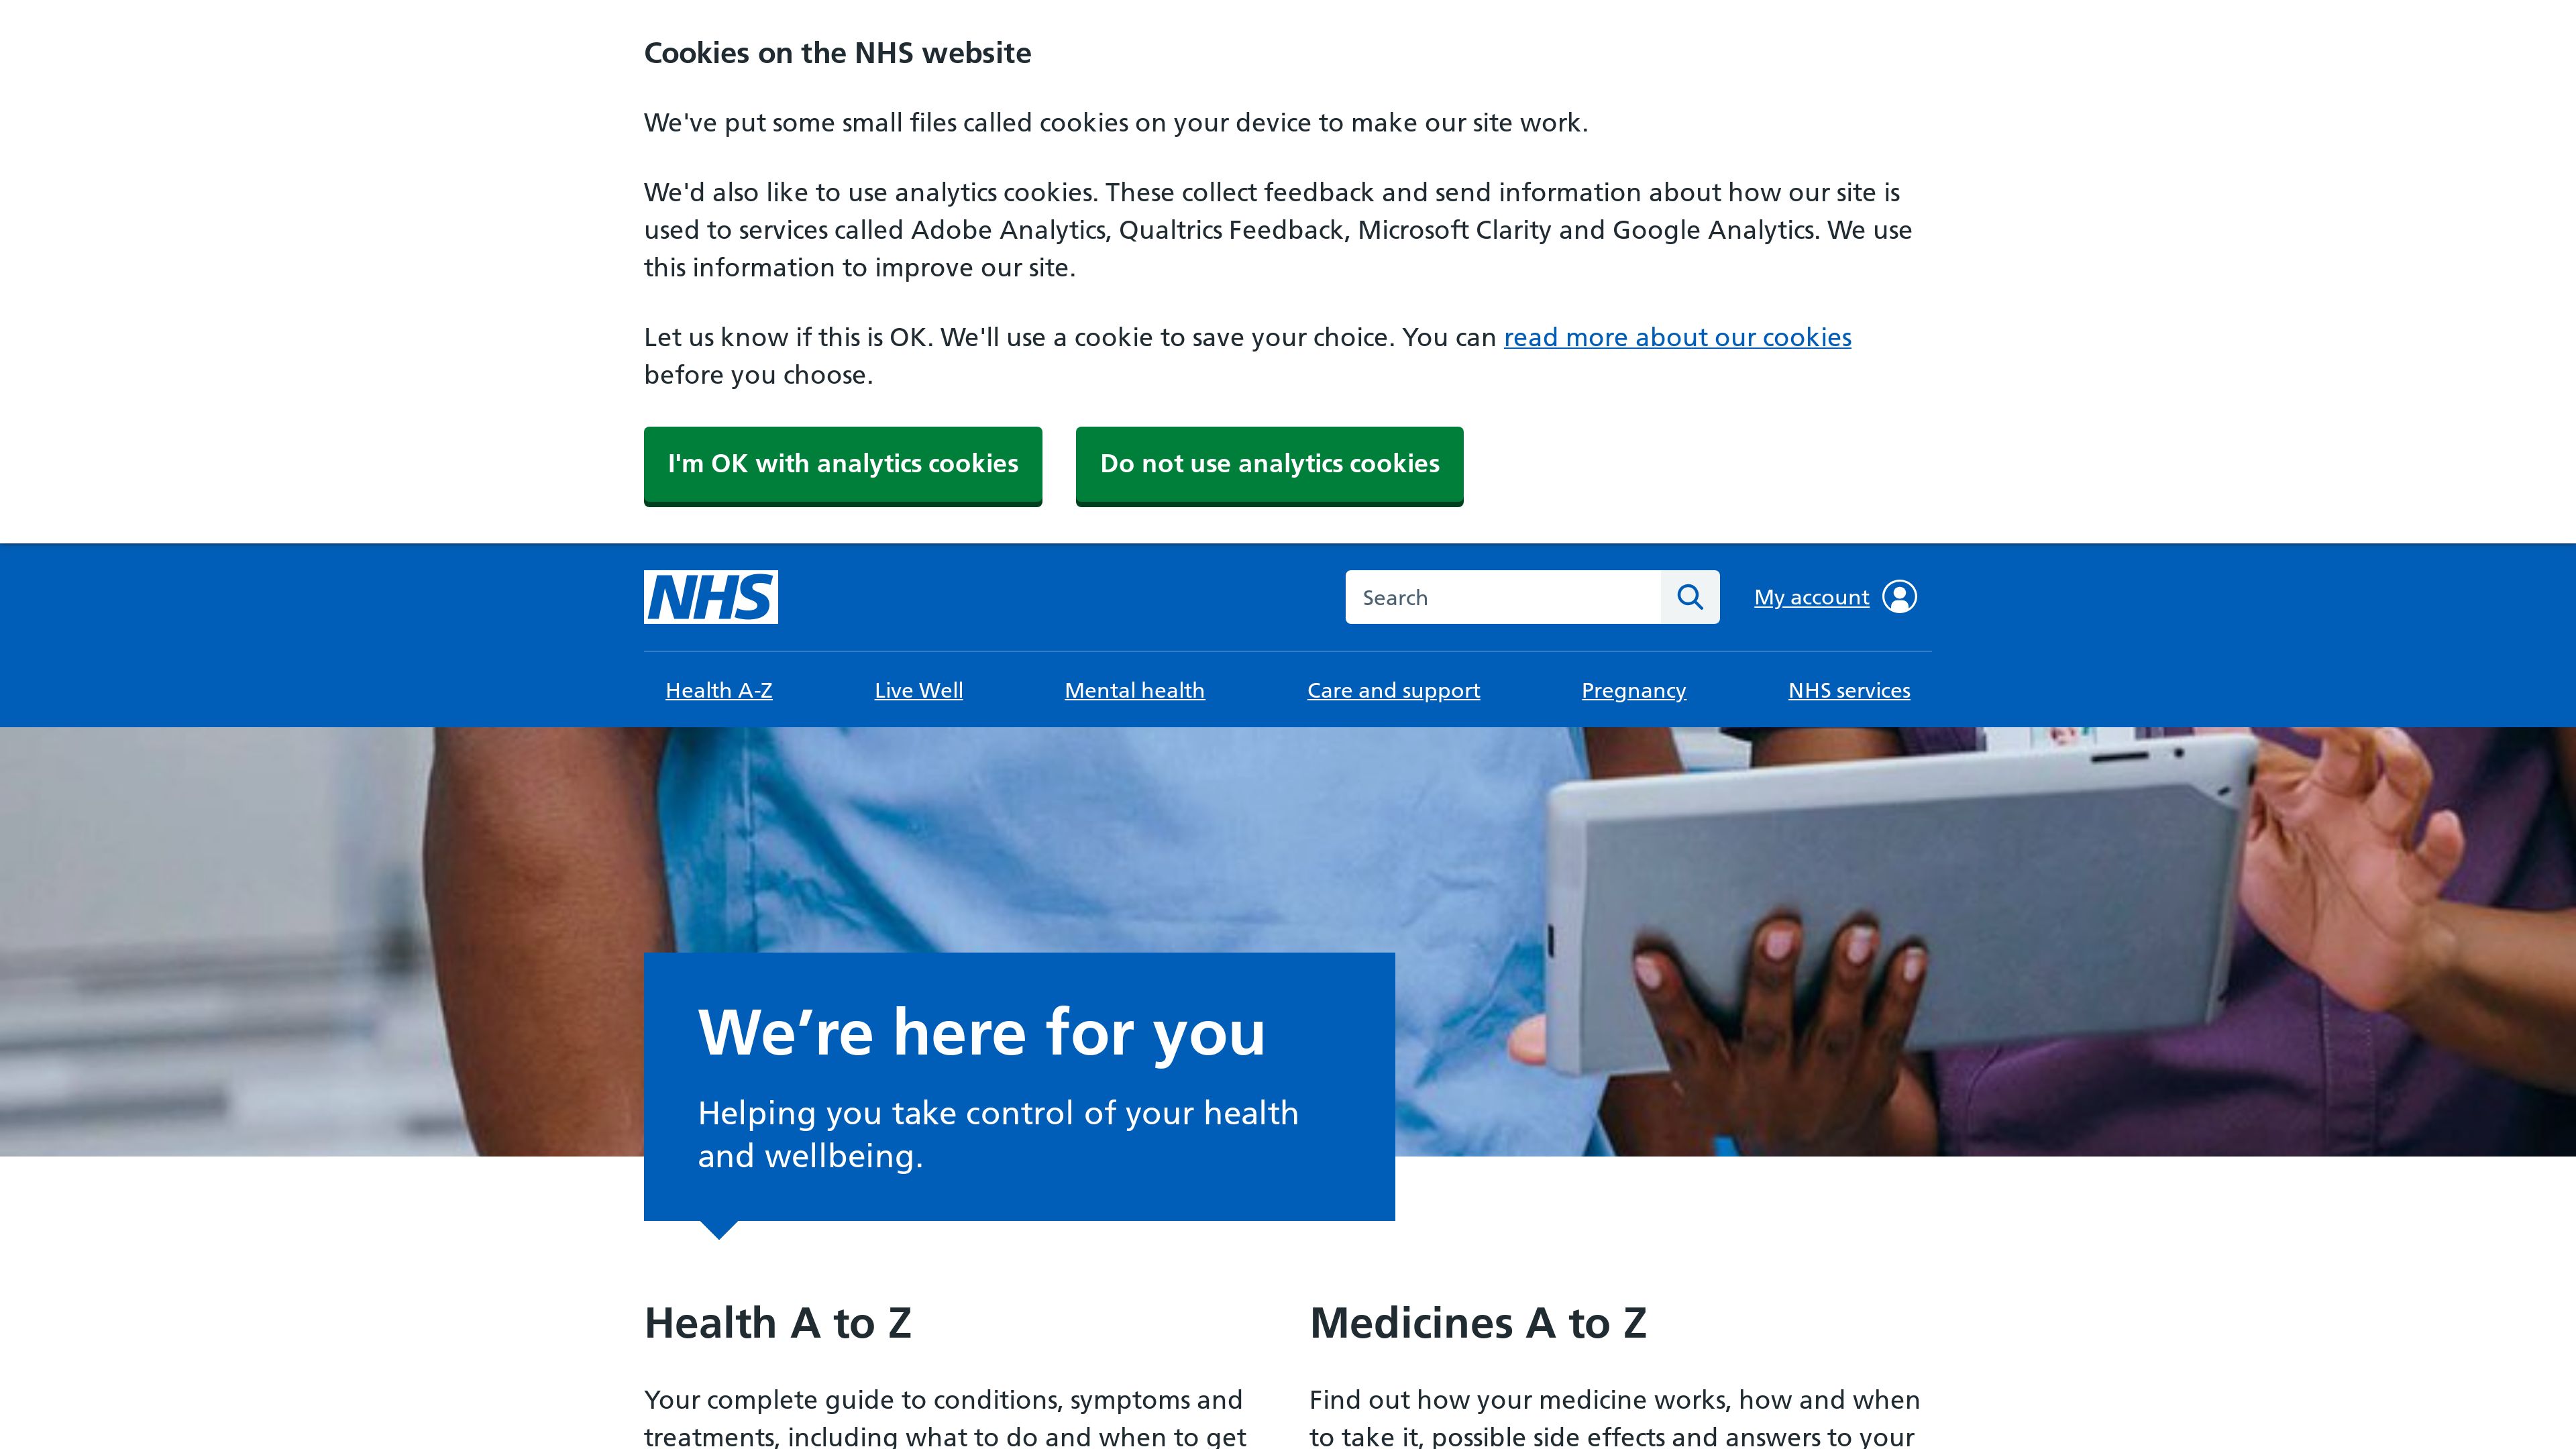 Cookies on the NHS website
We've put some small files called cookies on your device to make our site work.
We'd also like to use analytics cookies. These collect feedback and send information about how our site is
used to services called Adobe Analytics, Qualtrics Feedback, Microsoft Clarity and Google Analytics. We use
this information to improve our site.
Let us know if this is OK. We'll use a cookie to save your choice. You can read more about our cookies
before you choose.
I'm OK with analytics cookies
Do not use analytics cookies
NHS
Search
My account
Health A-Z
Live Well
Mental health
Care and support
Pregnancy
NHS services
We’re here for you
Helping you take control of your health
and wellbeing.
Health A to Z
Your complete guide to conditions, symptoms and
treatments, including what to do and when to get
Medicines A to Z
Find out how your medicine works, how and when
to take it, possible side effects and answers to your